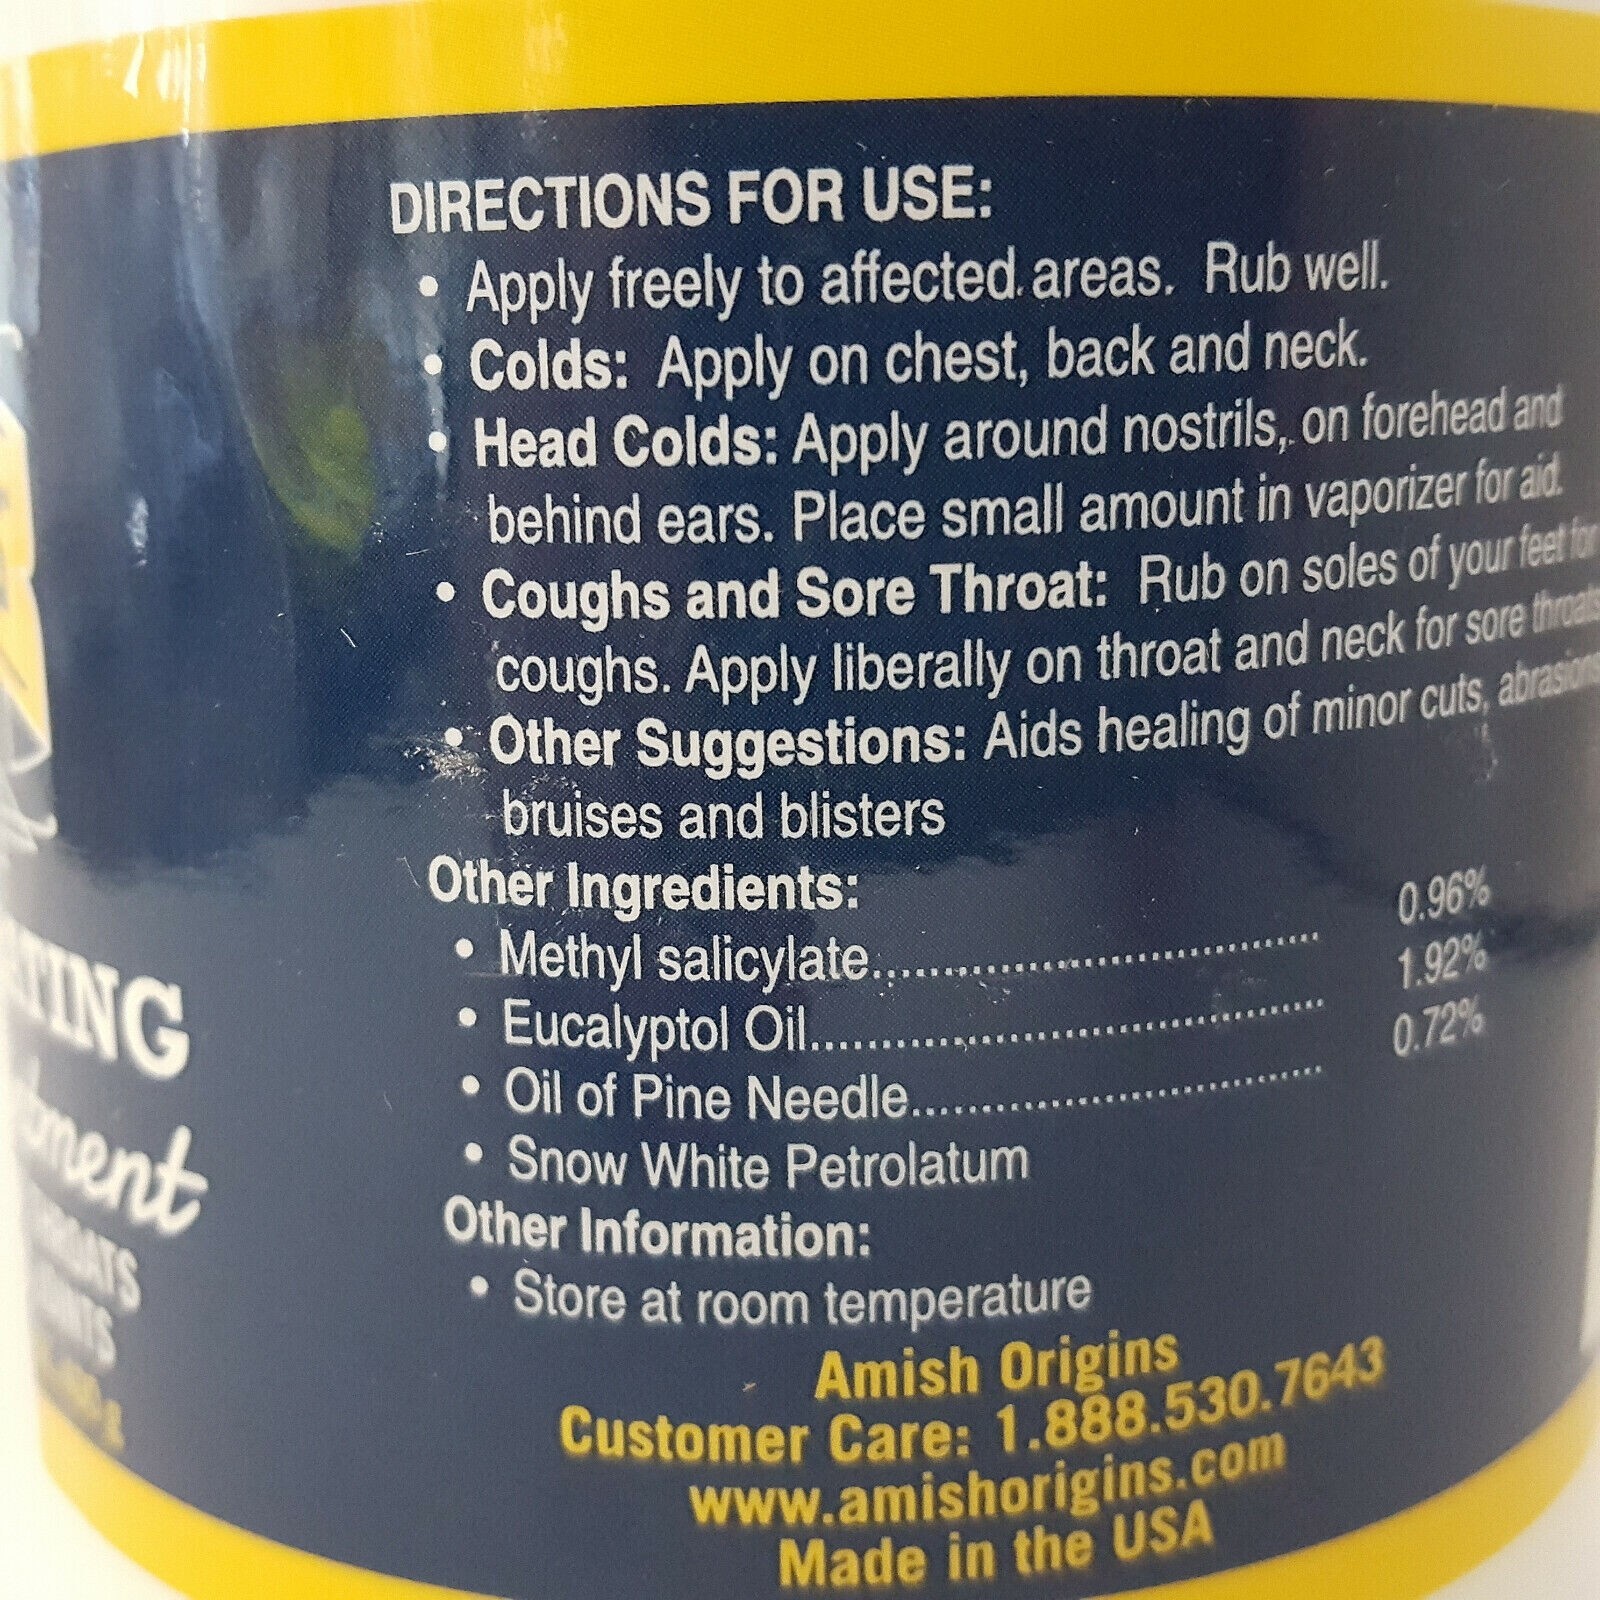 DIRECTIONS FOR USE:
• Apply freely to affected areas. Rub well.
• Colds: Apply on chest, back and neck.
• Head Colds: Apply around nostrils, on forehead and
behind ears. Place small amount in vaporizer for aid.
• Coughs and Sore Throat: Rub on soles of your feet for
coughs. Apply liberally on throat and neck for sore throats
• Other Suggestions: Aids healing of minor cuts, abrasions
bruises and blisters
Other Ingredients:
• Methyl salicylate........................................ 0.96%
• Eucalyptol Oil............................................ 1.92%
• Oil of Pine Needle..................................... 0.72%
• Snow White Petrolatum
Other Information:
• Store at room temperature
Amish Origins
Customer Care: 1.888.530.7643
www.amishorigins.com
Made in the USA